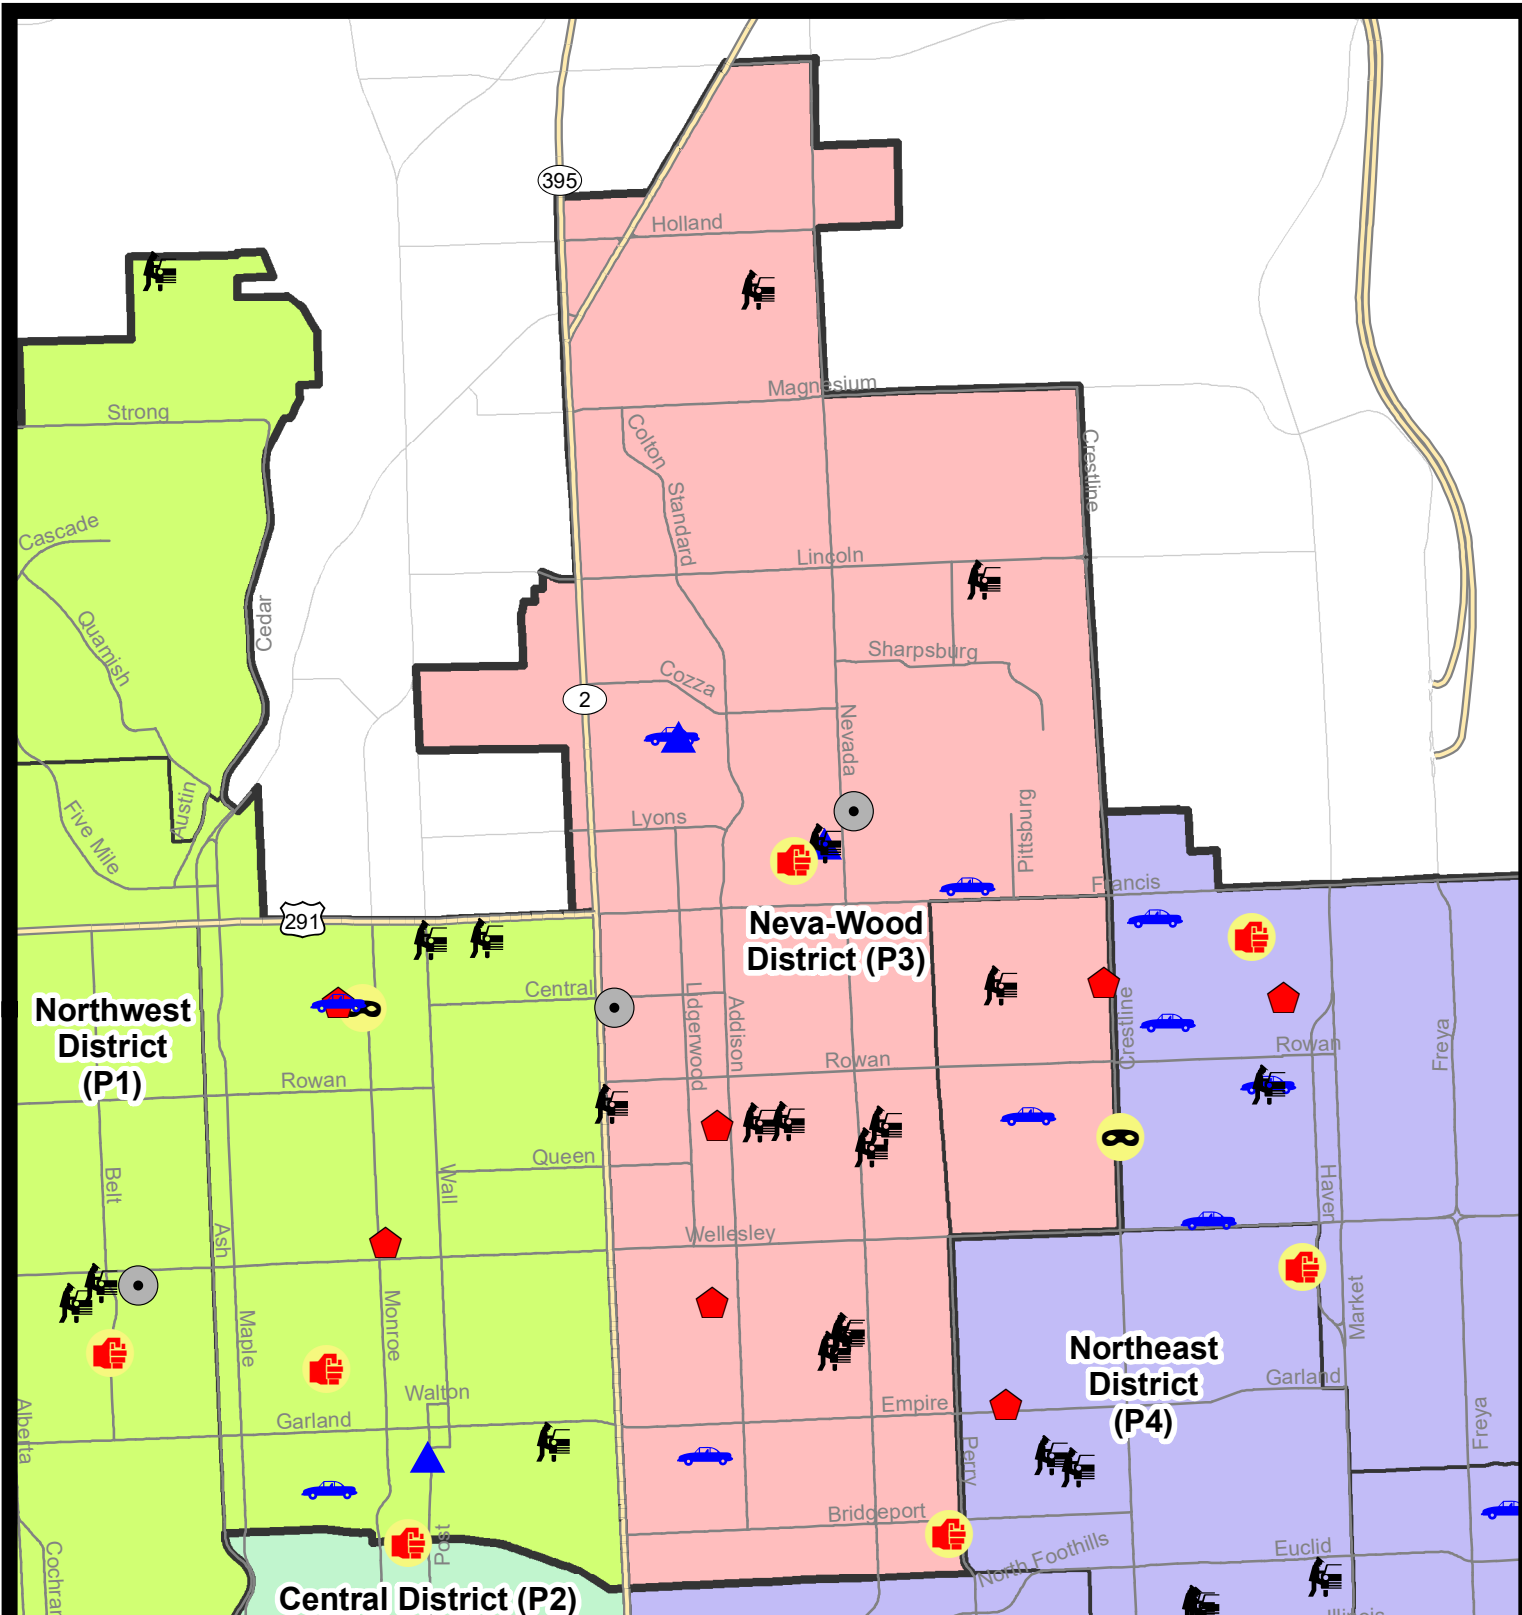 395
Holland
Magnesium
Strong
Colton
Crestline
Standard
Cascade
Lincoln
Quamish
Cedar
Sharpsburg
Cozza
2
Nevada
Austin
Five Mile
Lyons
Pittsburg
Francis
291
Neva-Wood
District (P3)
Central
Lidgerwood
Addison
Crestline
Northwest
District
(P1)
Rowan
Rowan
Rowan
Freya
Belt
Wall
Queen
Haven
Ash
Wellesley
Maple
Monroe
Market
Northeast
District
(P4)
Walton
Garland
Empire
Garland
Alberta
Perry
Freya
Bridgeport
Post
North Foothills
Euclid
Cochran
Central District (P2)
Illinois